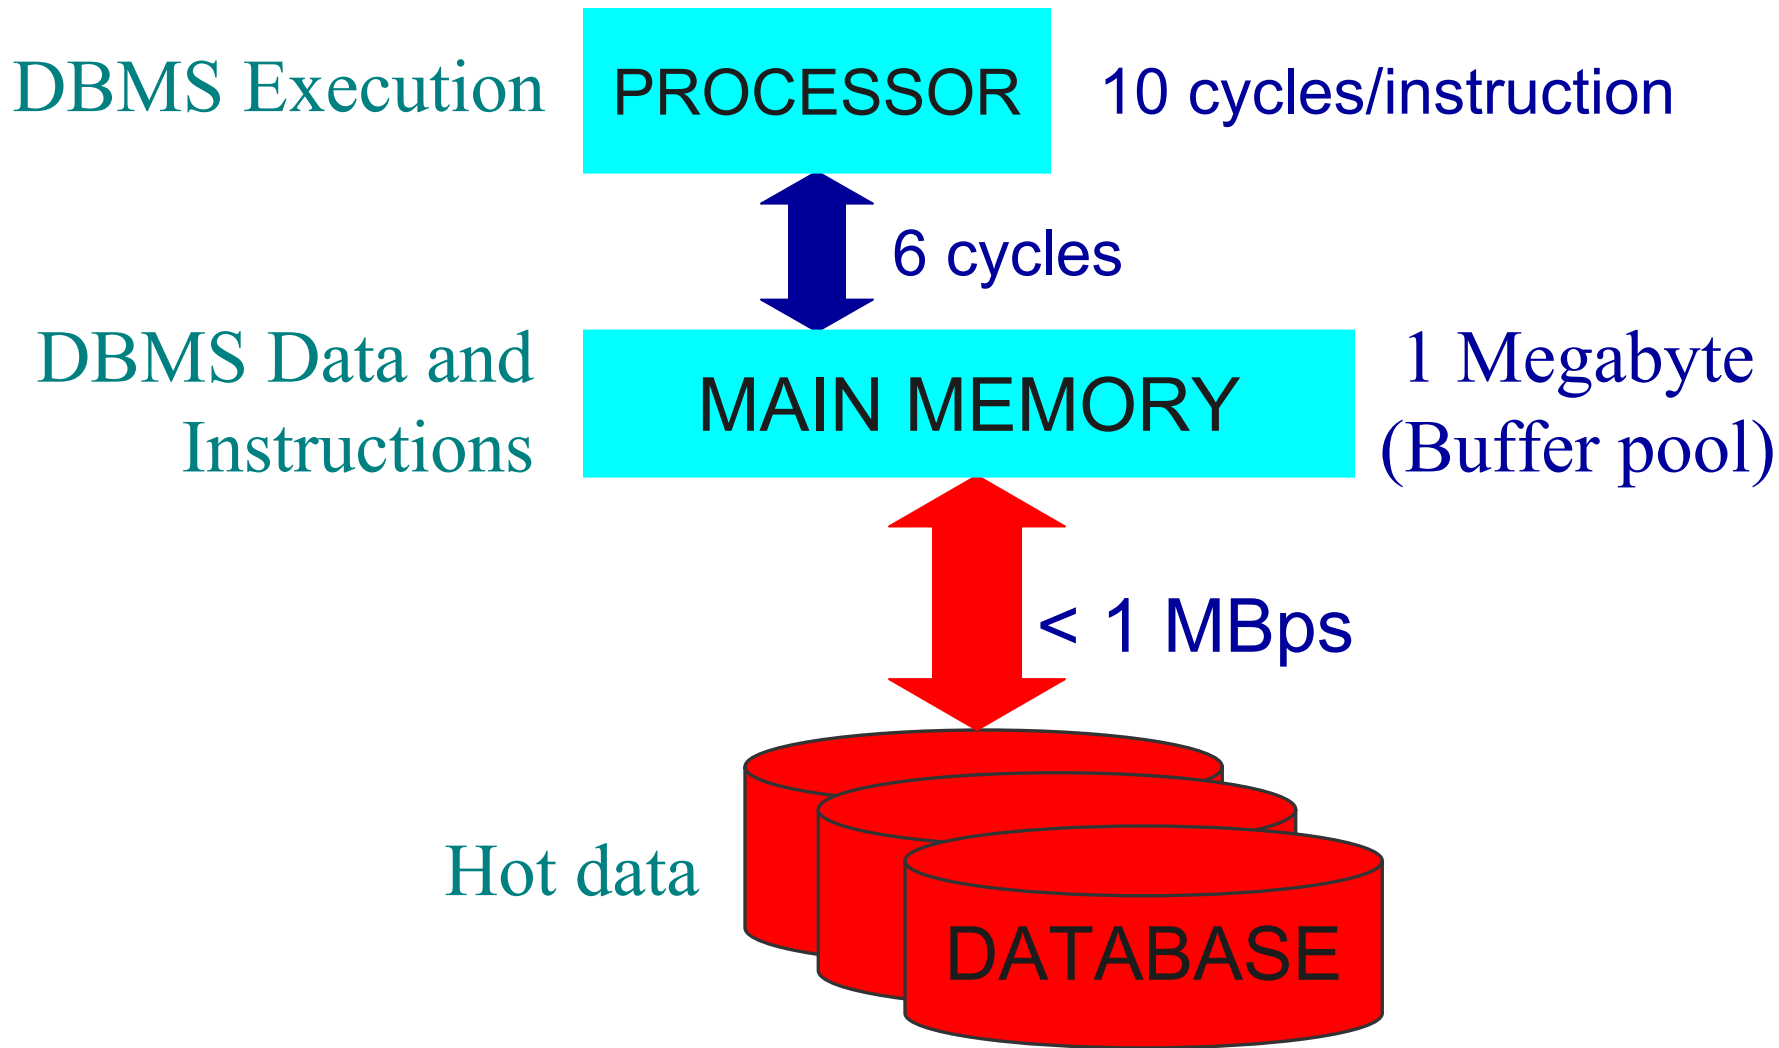 DBMS Execution
PROCESSOR
10 cycles/instruction
6 cycles
DBMS Data and
Instructions
MAIN MEMORY
1 Megabyte
(Buffer pool)
< 1 MBps
Hot data
DATABASE